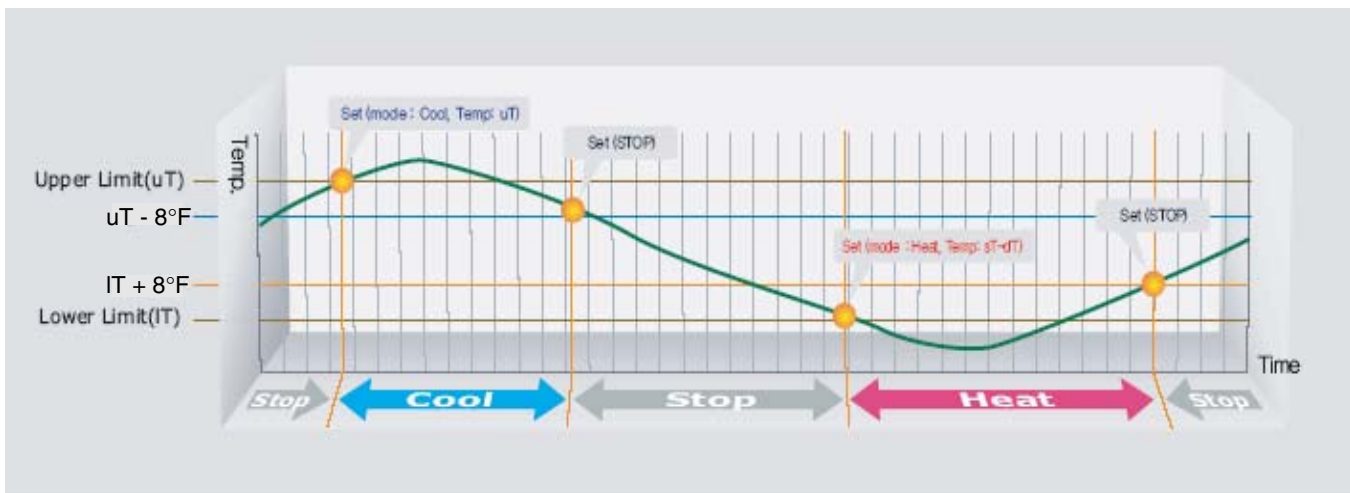 Temp.
Set (mode : Cool, Temp: uT)
Set (STOP)
Upper Limit(uT)
uT - 8°F
Set (STOP)
Set (mode :Heat, Temp: sT-dT)
lT + 8°F
Lower Limit(lT)
Time
Stop
Cool
Stop
Heat
Stop